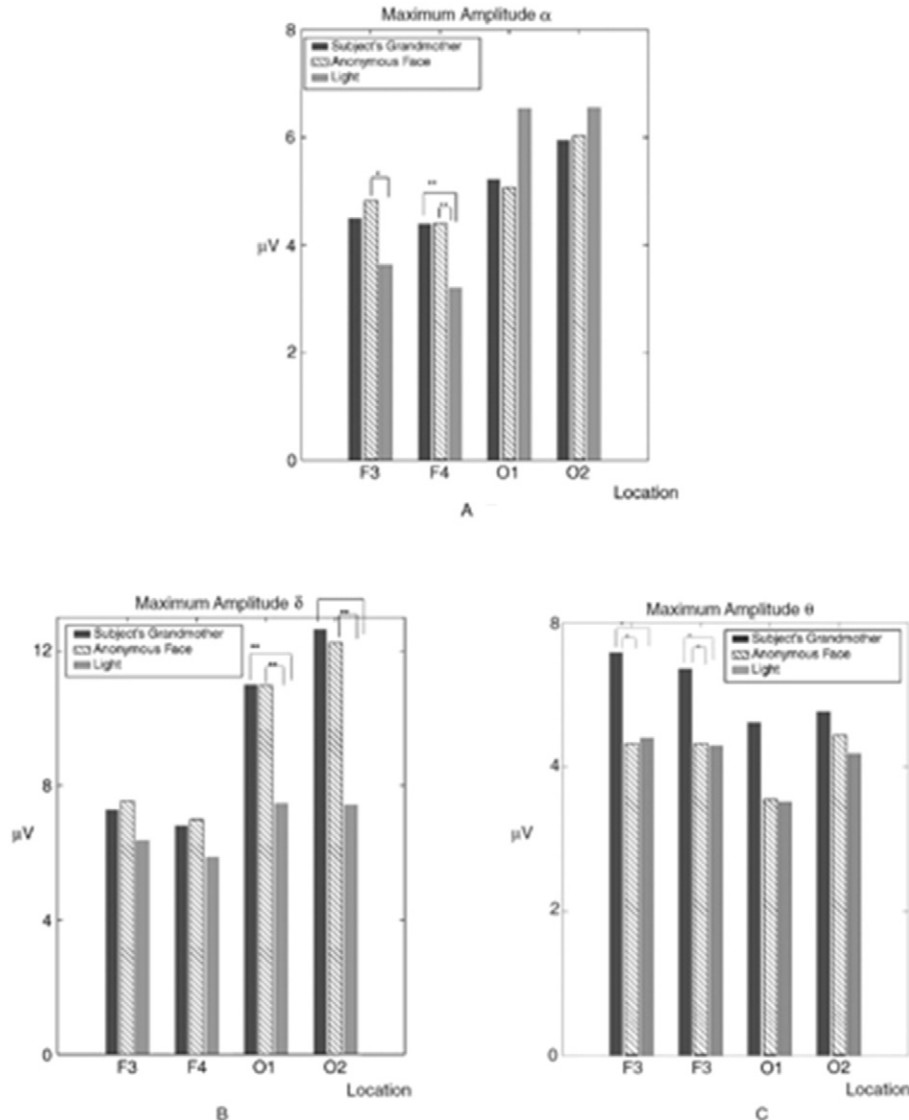 Maximum Amplitude α
8
Subject's Grandmother
Anonymous Face
Light
6
*
**
**
μV
4
2
0
F3 F4 O1 O2
Location
A
Maximum Amplitude δ
12
Subject's Grandmother
Anonymous Face
Light
**
**
**
8
μV
4
0
F3 F4 O1 O2
Location
B
Maximum Amplitude θ
8
Subject's Grandmother
Anonymous Face
Light
*
*
*
*
4
μV
2
0
F3 F3 O1 O2
Location
C